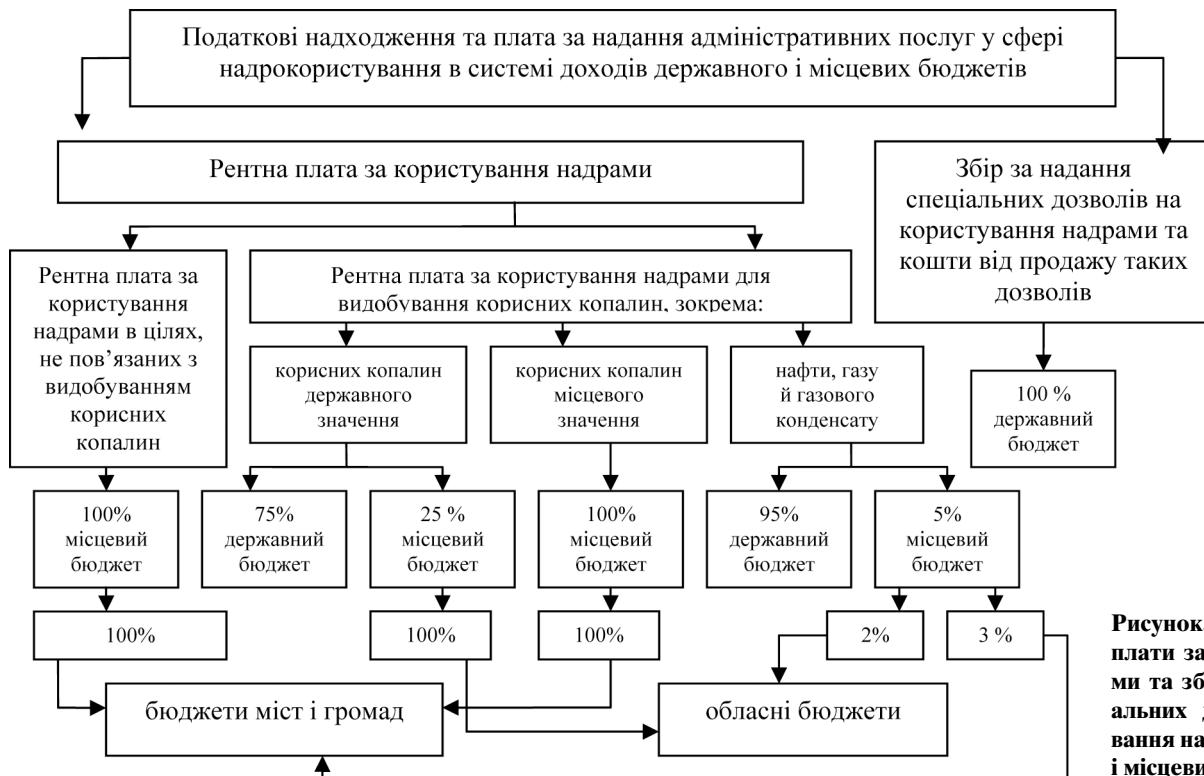 Податкові надходження та плата за надання адміністративних послуг у сфері
надрокористування в системі доходів державного і місцевих бюджетів
Рентна плата за користування надрами
Збір за надання
спеціальних дозволів на
користування надрами та
кошти від продажу таких
дозволів
Рентна плата за
користування
надрами в цілях,
не пов’язаних з
видобуванням
корисних
копалин
Рентна плата за користування надрами для
видобування корисних копалин, зокрема:
корисних копалин
державного
значення
корисних копалин
місцевого
значення
нафти, газу
й газового
конденсату
100 %
державний
бюджет
100%
місцевий
бюджет
75%
державний
бюджет
25 %
місцевий
бюджет
100%
місцевий
бюджет
95%
державний
бюджет
5%
місцевий
бюджет
100%
100%
100%
2%
3 %
бюджети міст і громад
обласні бюджети
Рисунок
плати за
ми та зб
альних
вання на
і місцеви